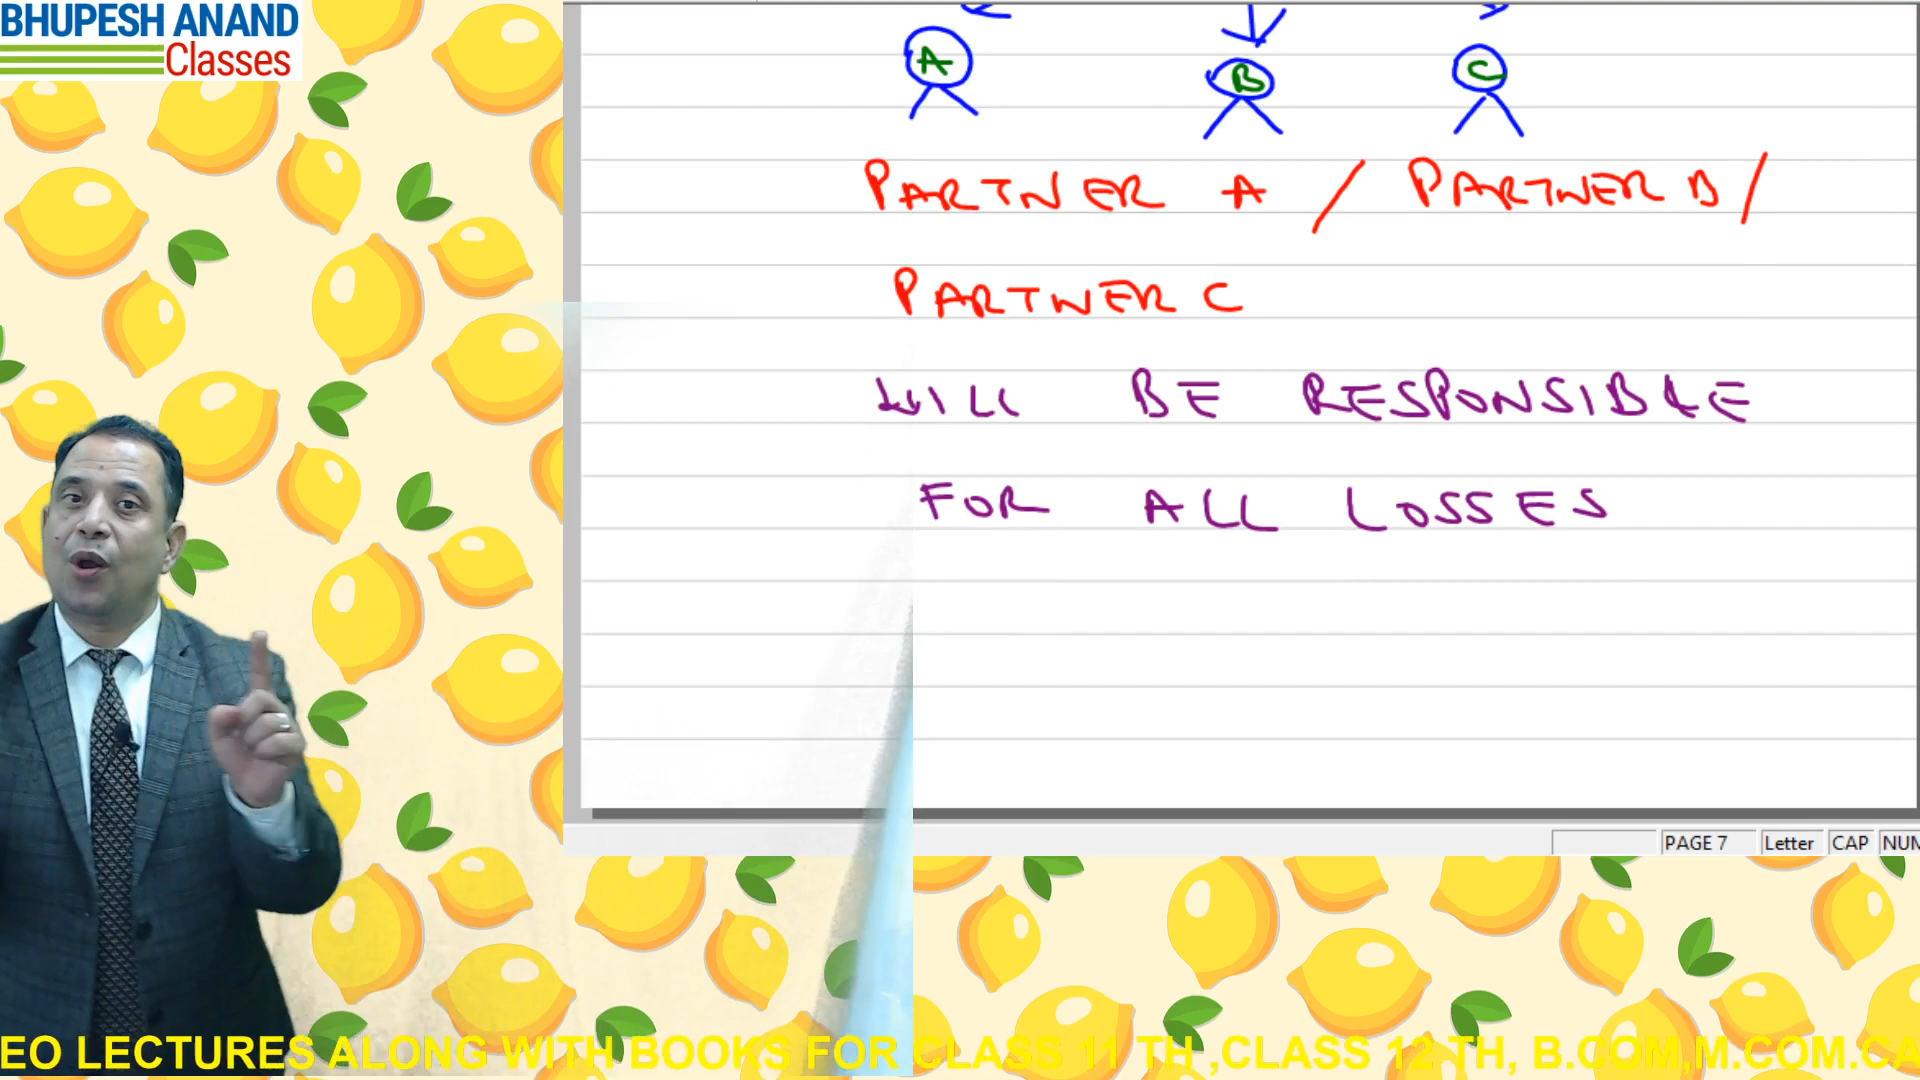 BHUPESH ANAND
Classes
A B C
PARTNER A / PARTNER B /
PARTNER C
WILL BE RESPONSIBLE
FOR ALL LOSSES
PAGE 7 Letter CAP NUM
EO LECTURES ALONG WITH BOOKS FOR CLASS 11 TH ,CLASS 12 TH, B.COM,M.COM.CA